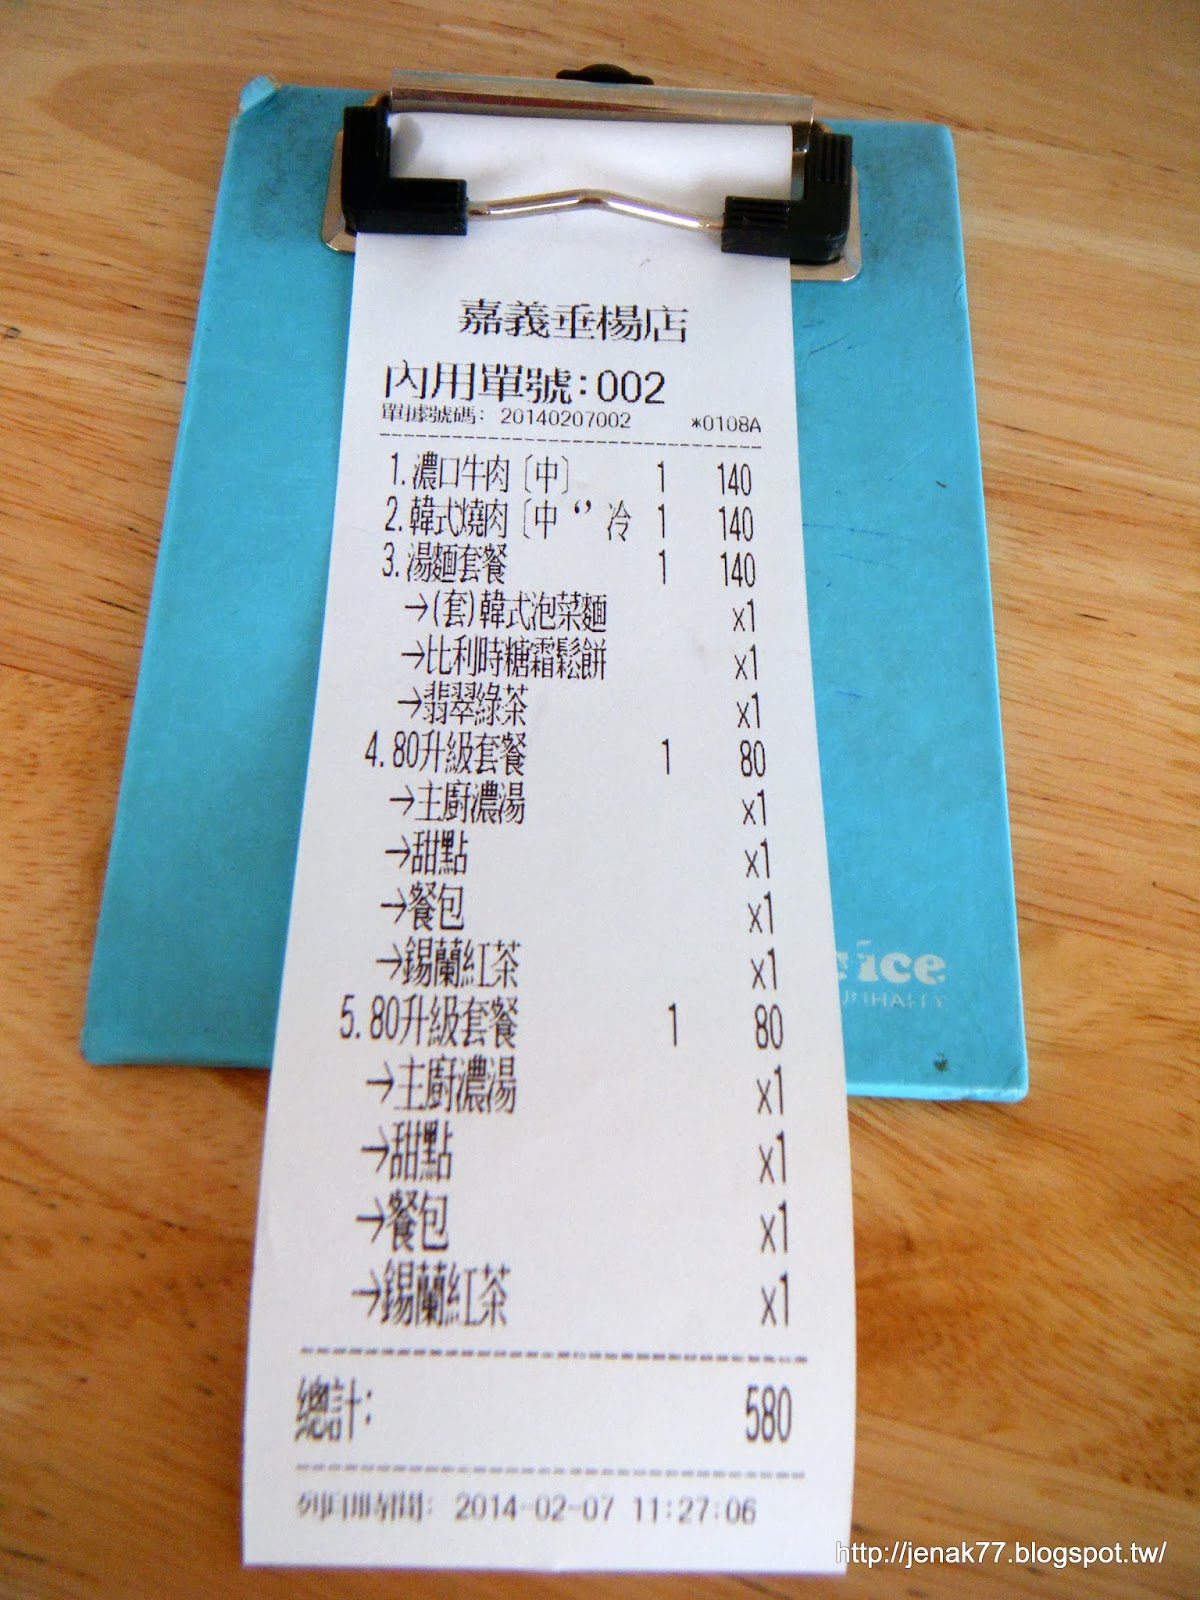 嘉義垂楊店
內用單號:002
單據號碼: 20140207002 *0108A
1. 濃口牛肉〔中〕 1 140
2. 韓式燒肉〔中 “” 冷 1 140
3. 湯麵套餐 1 140
→(套)韓式泡菜麵 x1
→比利時糖霜鬆餅 x1
→翡翠綠茶 x1
4. 80升級套餐 1 80
→主廚濃湯 x1
→甜點 x1
→餐包 x1
→錫蘭紅茶 x1
5. 80升級套餐 1 80
→主廚濃湯 x1
→甜點 x1
→餐包 x1
→錫蘭紅茶 x1
總計: 580
列印時間: 2014-02-07 11:27:06
ice
http://jenak77.blogspot.tw/